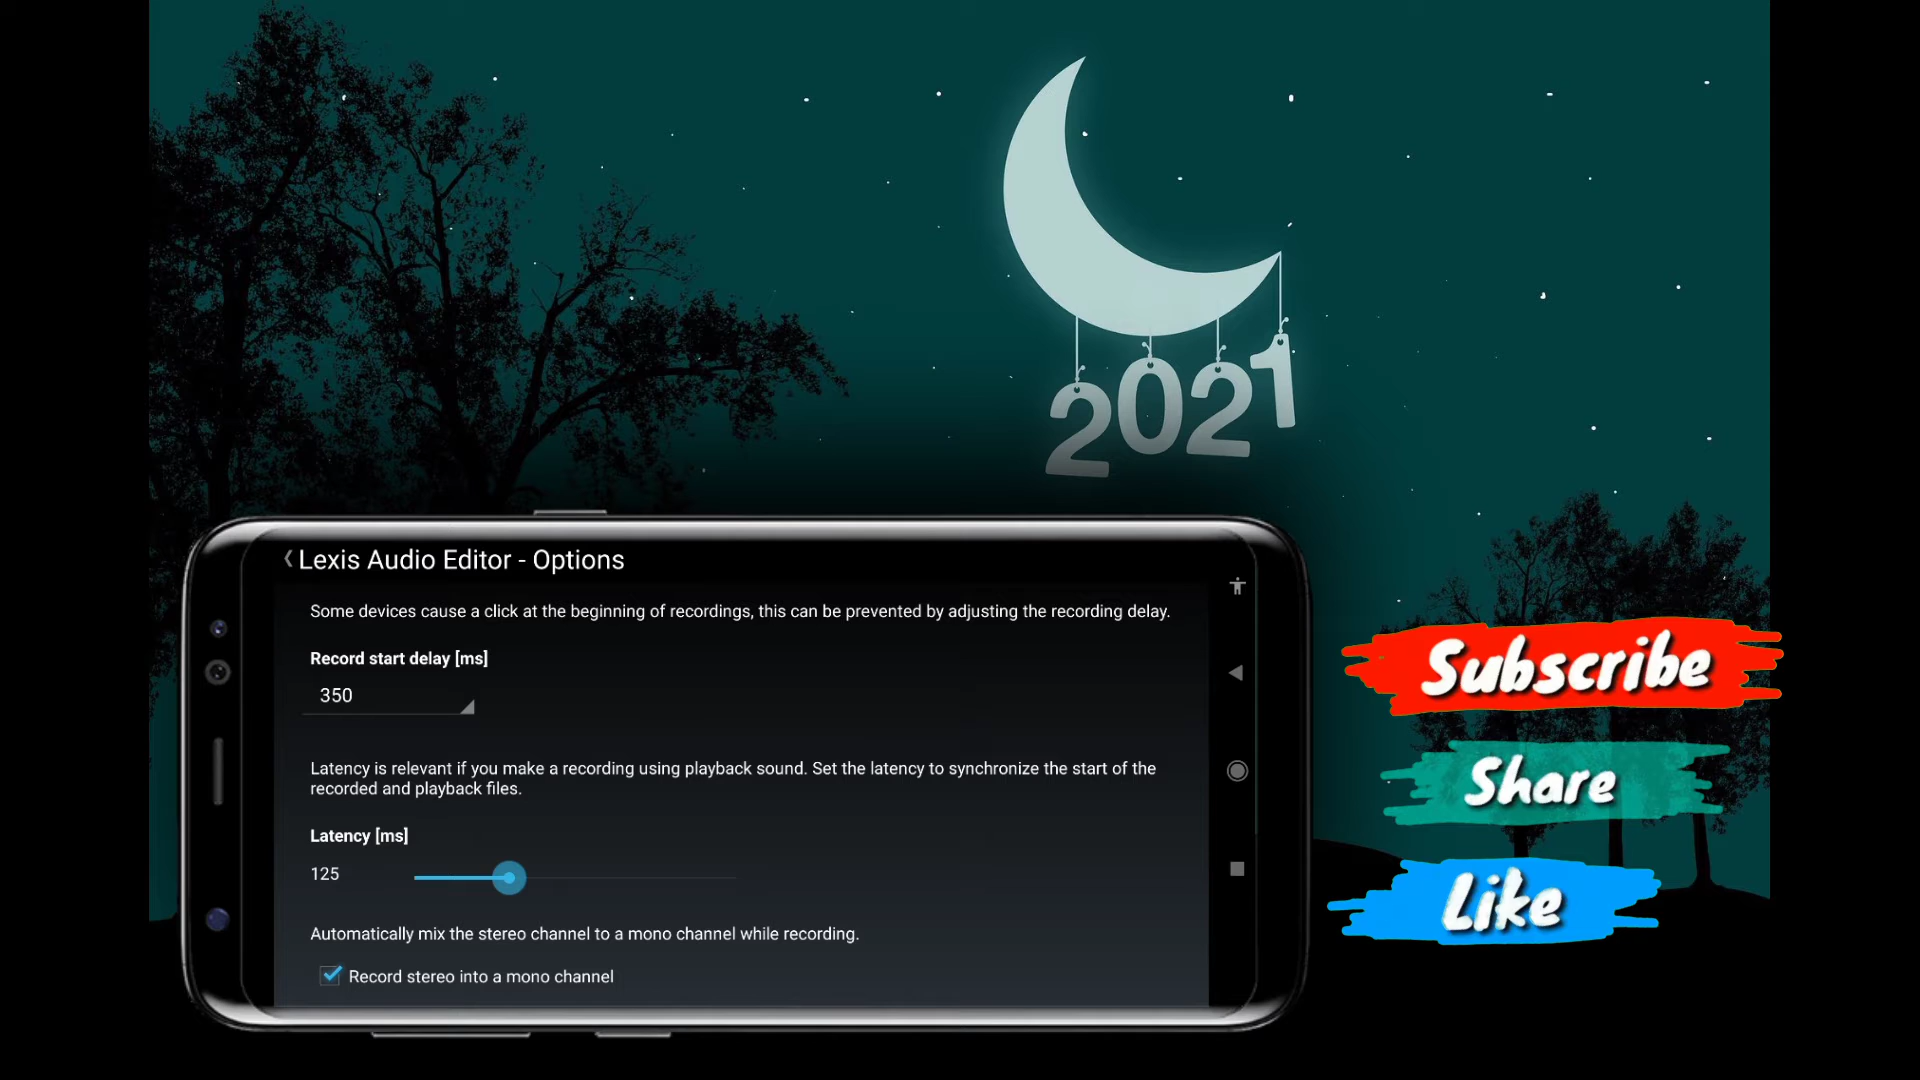 2021
Lexis Audio Editor - Options
Some devices cause a click at the beginning of recordings, this can be prevented by adjusting the recording delay.
Record start delay [ms]
350
Latency is relevant if you make a recording using playback sound. Set the latency to synchronize the start of the
recorded and playback files.
Latency [ms]
125
Automatically mix the stereo channel to a mono channel while recording.
Record stereo into a mono channel
Subscribe
Share
Like